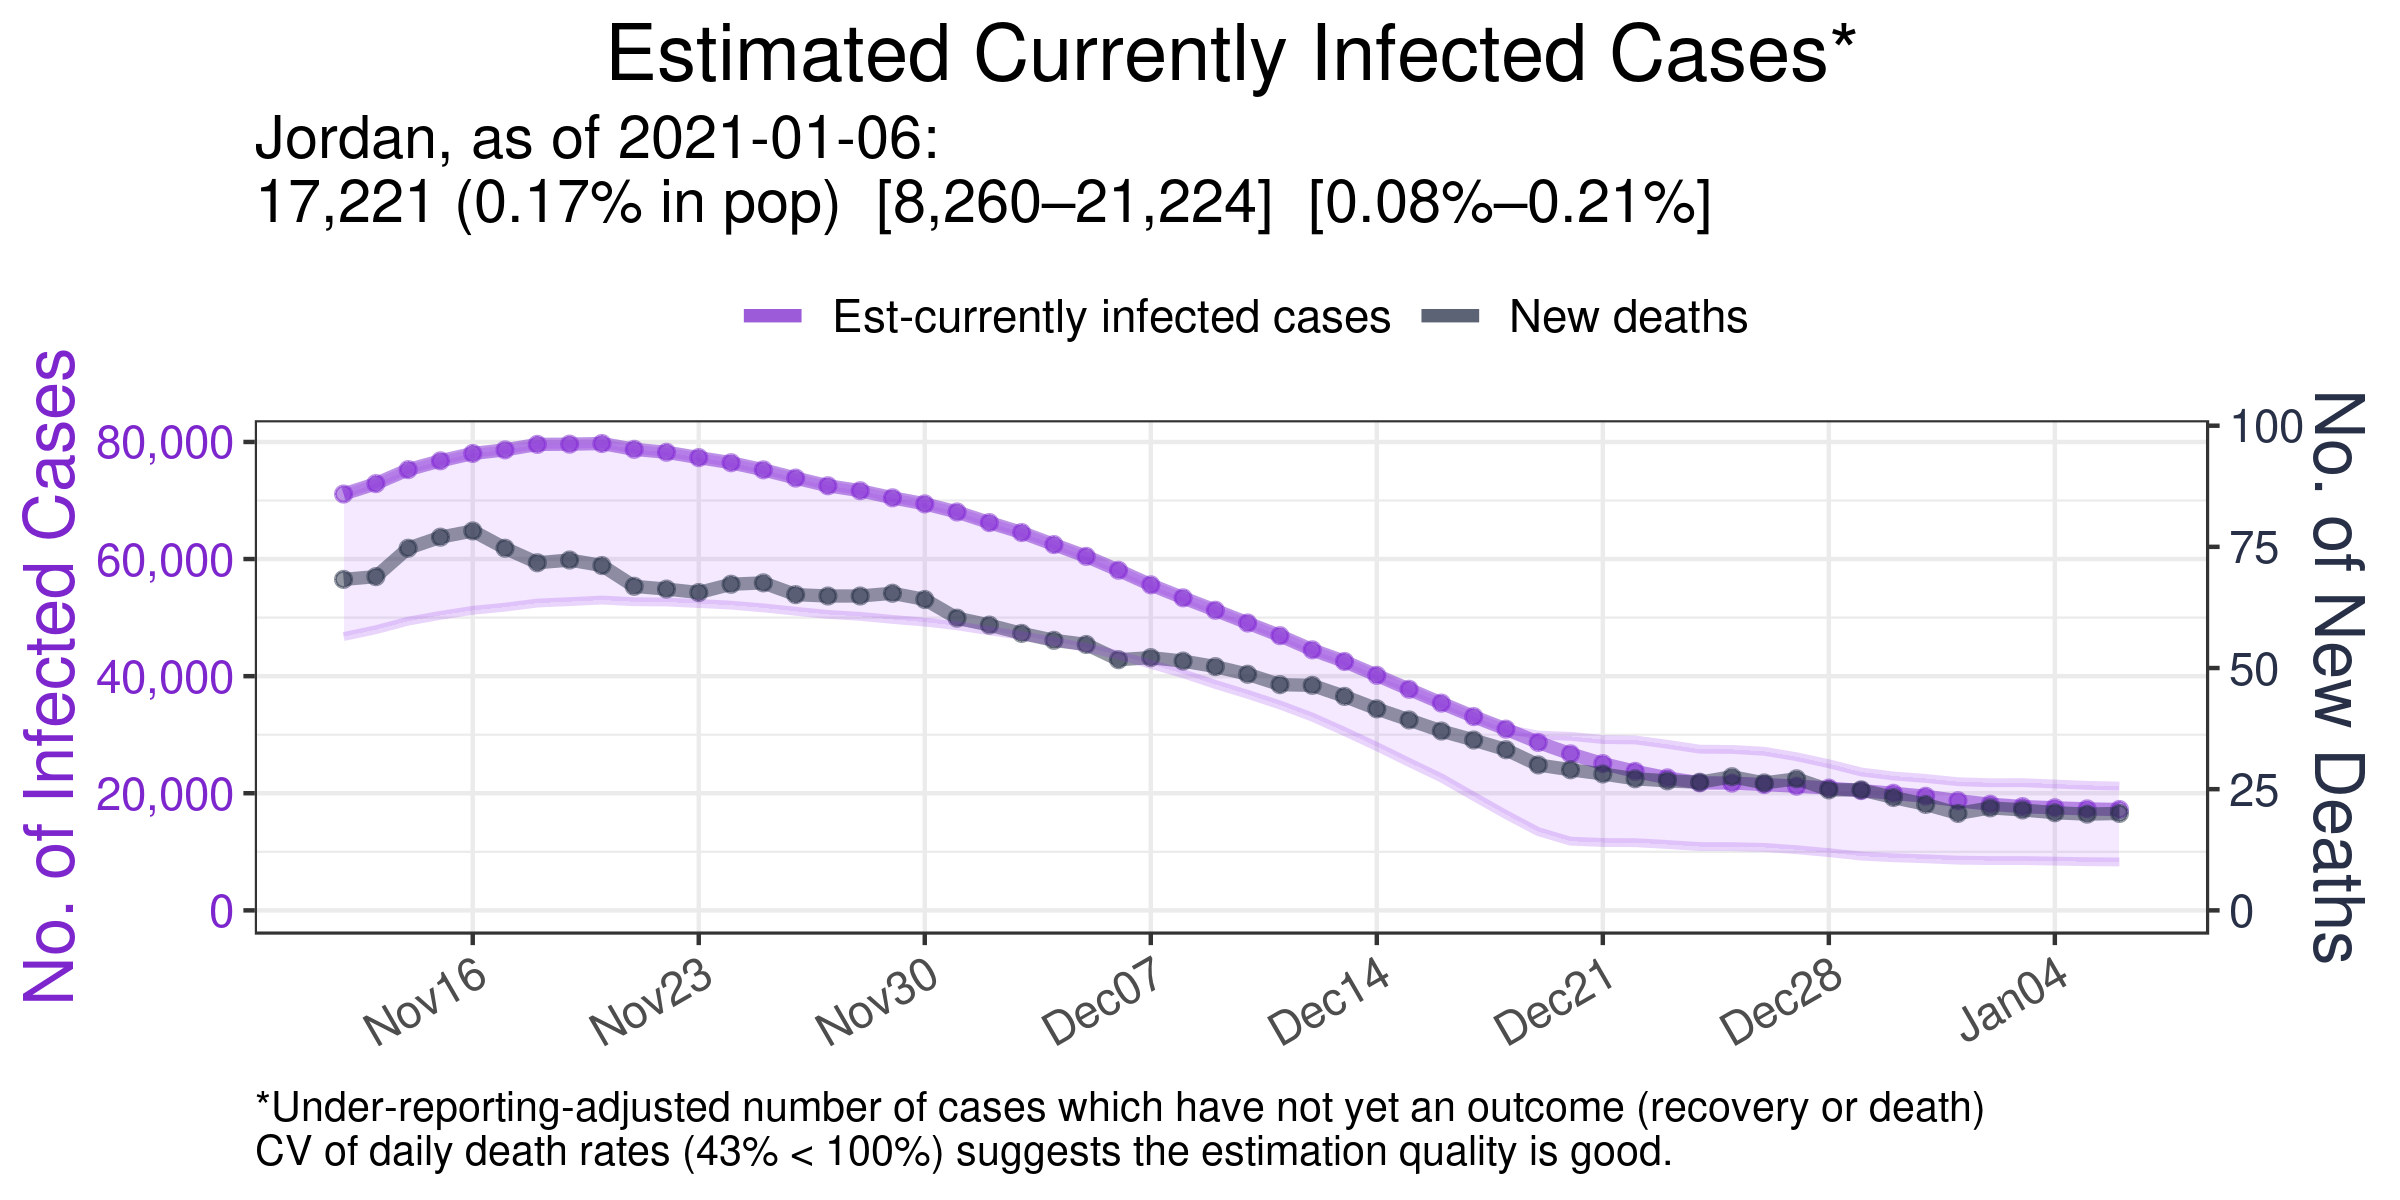 Estimated Currently Infected Cases*
Jordan, as of 2021-01-06:
17,221 (0.17% in pop)  [8,260–21,224]  [0.08%–0.21%]
Est-currently infected cases
New deaths
No. of Infected Cases
80,000
60,000
40,000
20,000
0
100
75
50
25
0
No. of New Deaths
Nov16
Nov23
Nov30
Dec07
Dec14
Dec21
Dec28
Jan04
*Under-reporting-adjusted number of cases which have not yet an outcome (recovery or death)
CV of daily death rates (43% < 100%) suggests the estimation quality is good.